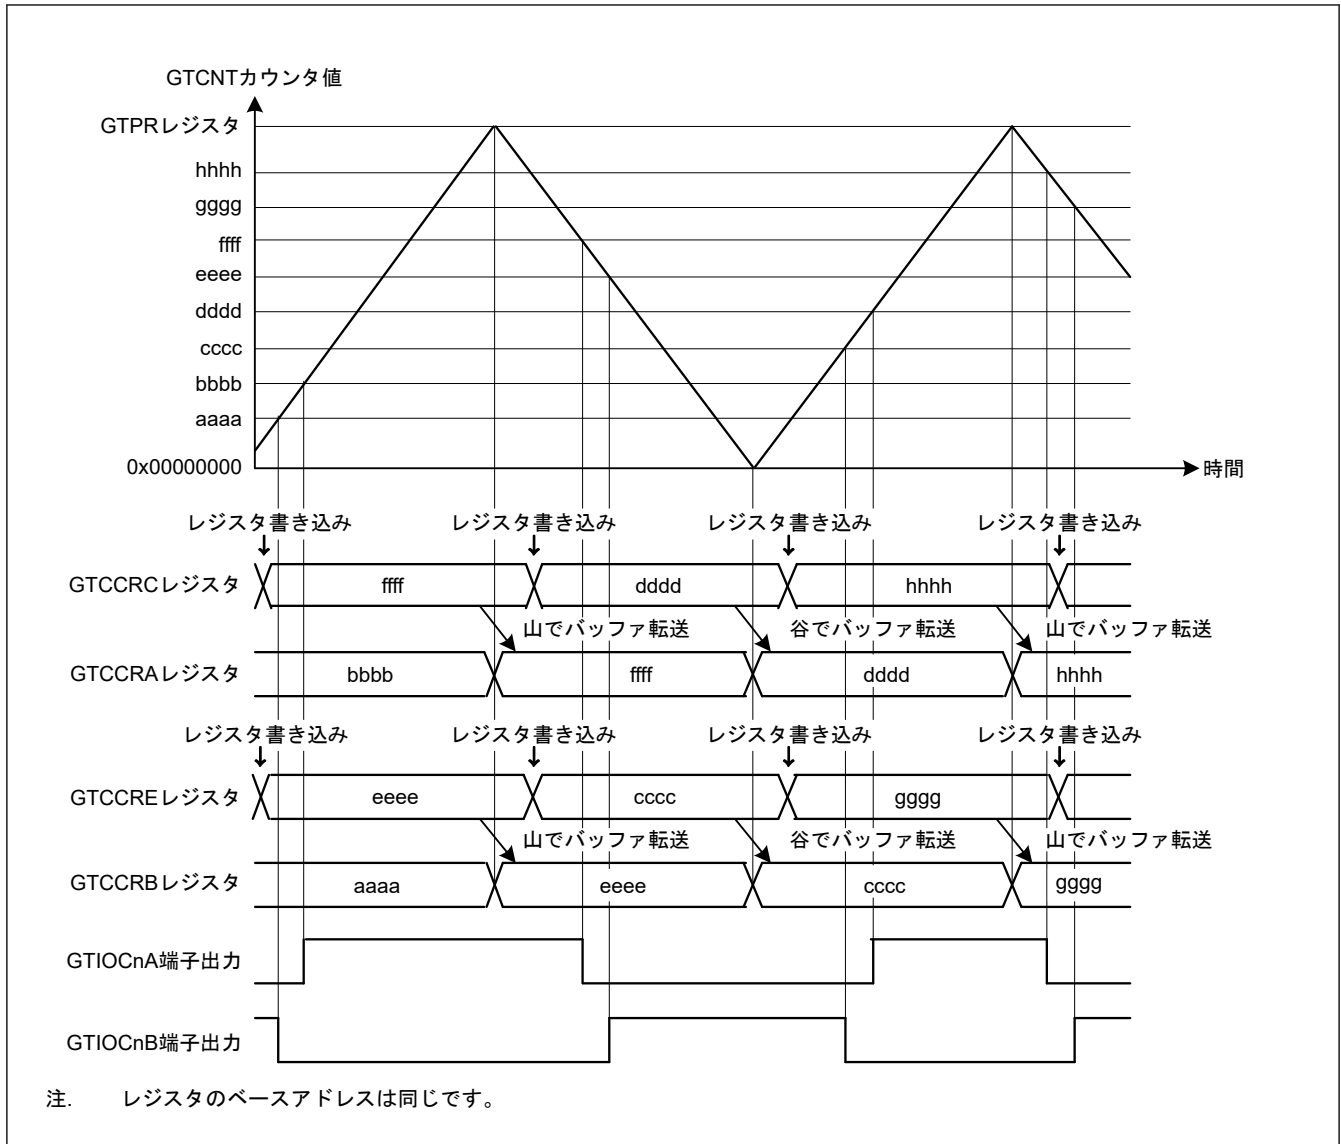 GTCNTカウンタ値
GTPRレジスタ
hhhh
gggg
ffff
eeee
dddd
cccc
bbbb
aaaa
0x00000000
時間
レジスタ書き込み レジスタ書き込み レジスタ書き込み レジスタ書き込み
GTCCRCレジスタ ffff dddd hhhh
山でバッファ転送 谷でバッファ転送 山でバッファ転送
GTCCRAレジスタ bbbb ffff dddd hhhh
レジスタ書き込み レジスタ書き込み レジスタ書き込み レジスタ書き込み
GTCCREレジスタ eeee cccc gggg
山でバッファ転送 谷でバッファ転送 山でバッファ転送
GTCCRBレジスタ aaaa eeee cccc gggg
GTIOCnA端子出力
GTIOCnB端子出力
注. レジスタのベースアドレスは同じです。